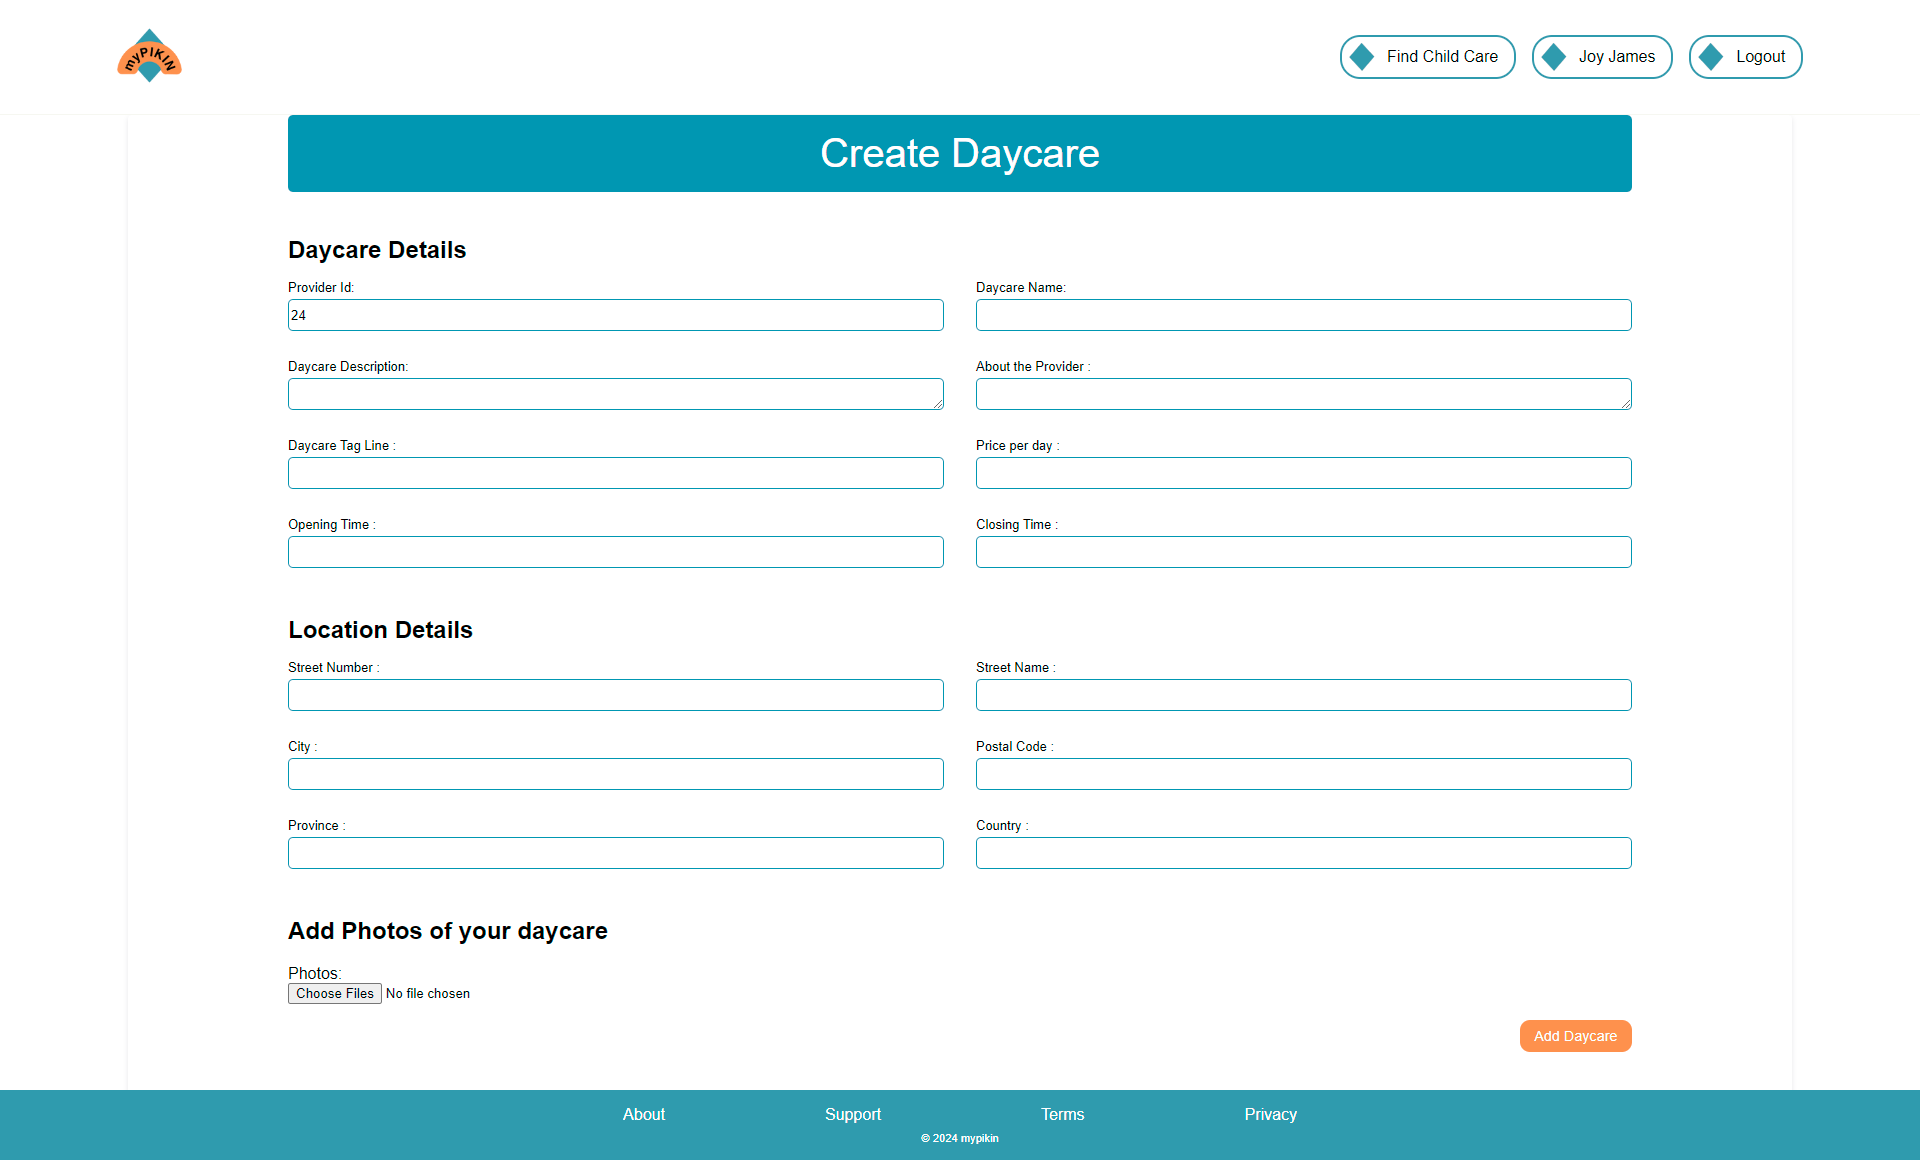 myPIKIN
Find Child Care
Joy James
Logout
Create Daycare
Daycare Details
Provider Id:
Daycare Name:
24
Daycare Description:
About the Provider :
Daycare Tag Line :
Price per day :
Opening Time :
Closing Time :
Location Details
Street Number :
Street Name :
City :
Postal Code :
Province :
Country :
Add Photos of your daycare
Photos:
Choose Files No file chosen
Add Daycare
About
Support
Terms
Privacy
© 2024 mypikin